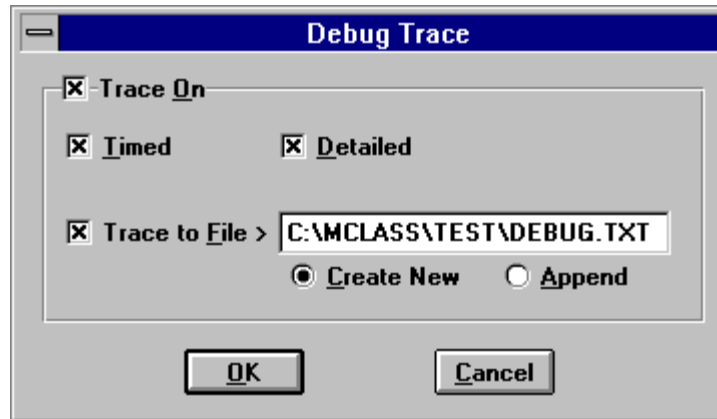 Debug Trace
Trace On
Timed Detailed
Trace to File > C:\MCLASS\TEST\DEBUG.TXT
Create New Append
OK Cancel